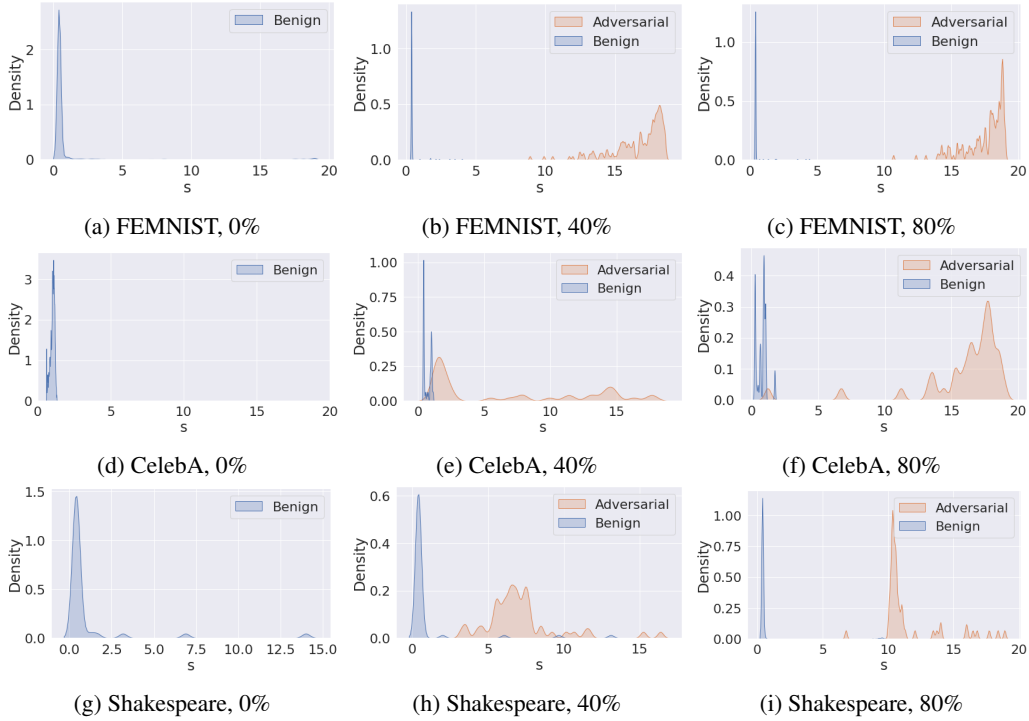 Density
2
1
0
Benign
0 5 10 15 20
s
(a) FEMNIST, 0%
Density
1.0
0.5
0.0
Adversarial
Benign
0 5 10 15
s
(b) FEMNIST, 40%
Density
1.0
0.5
0.0
Adversarial
Benign
0 5 10 15 20
s
(c) FEMNIST, 80%
Density
3
2
1
0
Benign
0 5 10 15 20
s
(d) CelebA, 0%
Density
1.00
0.75
0.50
0.25
0.00
Adversarial
Benign
0 5 10 15
s
(e) CelebA, 40%
Density
0.4
0.3
0.2
0.1
0.0
Adversarial
Benign
0 5 10 15 20
s
(f) CelebA, 80%
Density
1.5
1.0
0.5
0.0
Benign
0.0 2.5 5.0 7.5 10.0 12.5 15.0
s
(g) Shakespeare, 0%
Density
0.6
0.4
0.2
0.0
Adversarial
Benign
0 5 10 15
s
(h) Shakespeare, 40%
Density
1.00
0.75
0.50
0.25
0.00
Adversarial
Benign
0 5 10 15 20
s
(i) Shakespeare, 80%